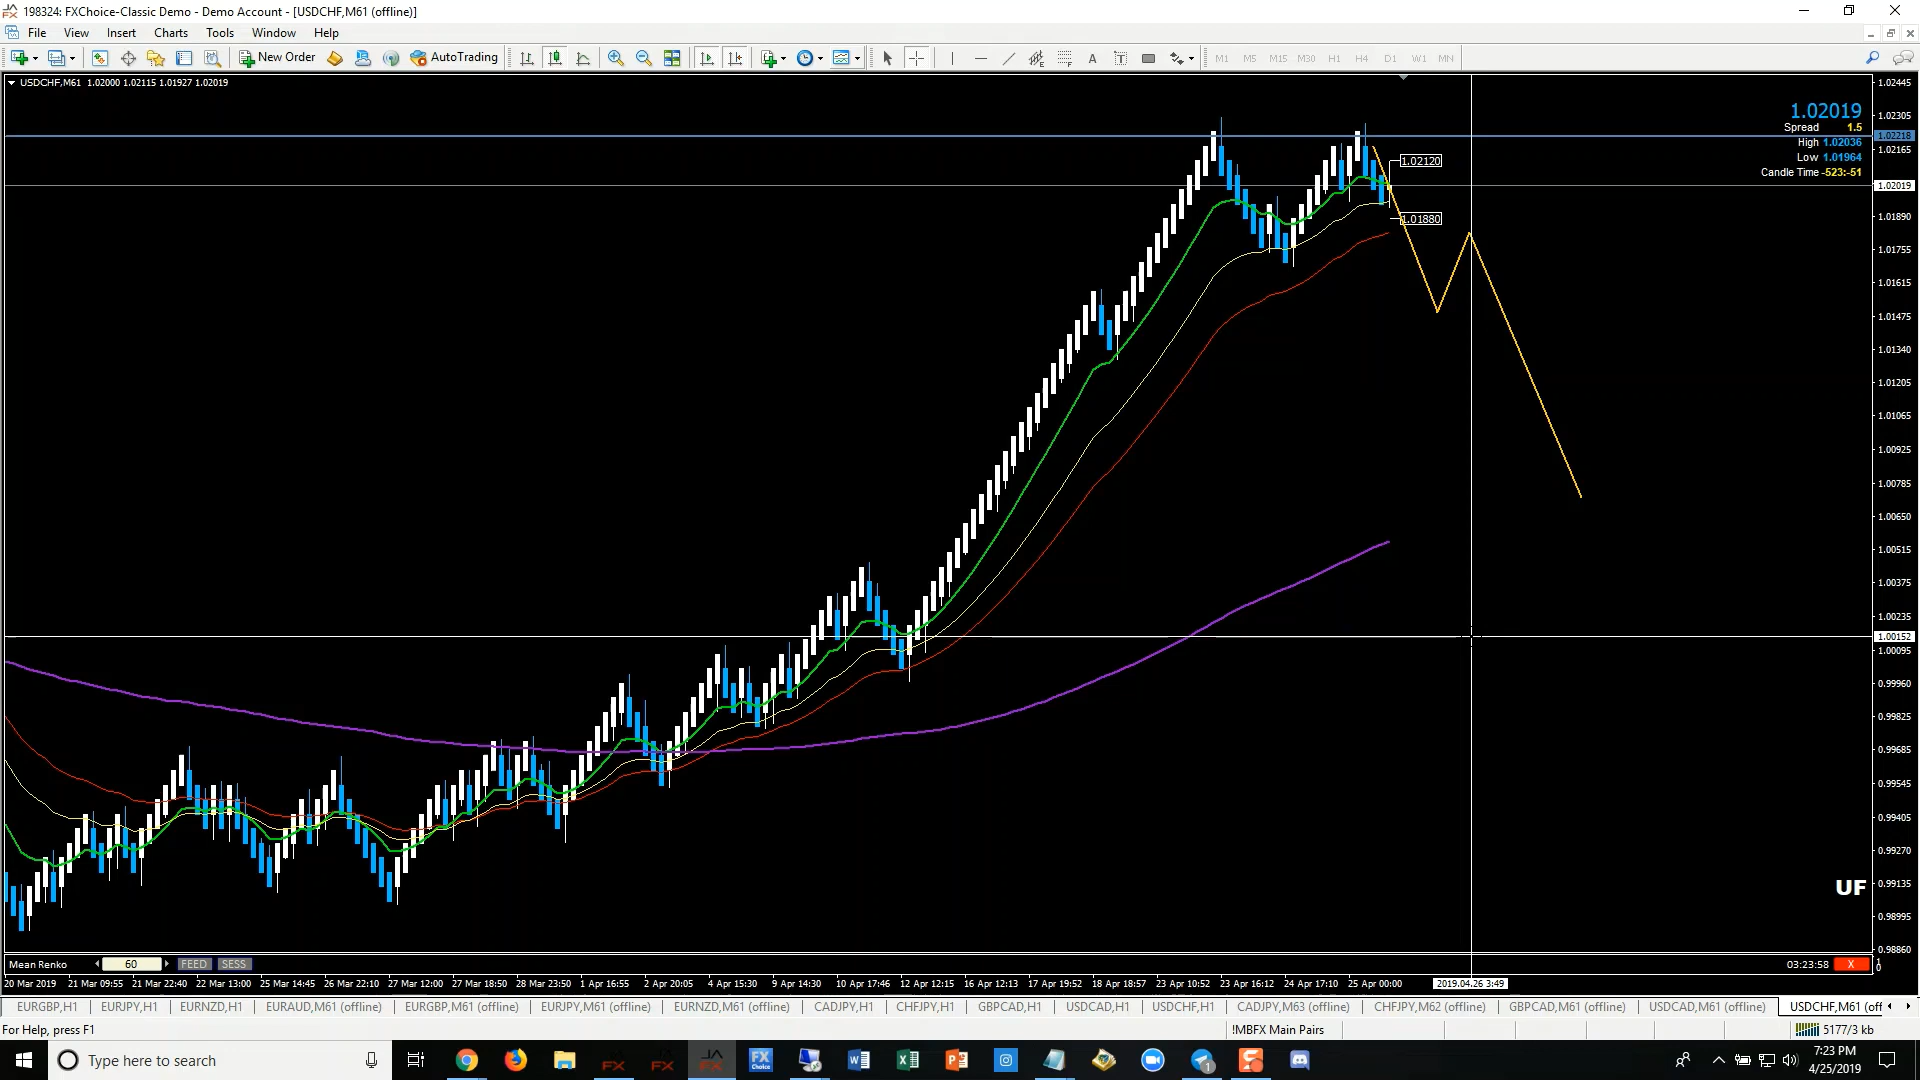 198324: FXChoice-Classic Demo - Demo Account - [USDCHF,M61 (offline)]
File View Insert Charts Tools Window Help
New Order AutoTrading M1 M5 M15 M30 H1 H4 D1 W1 MN
USDCHF,M61 1.02000 1.02115 1.01927 1.02019
1.02445
1.02019
1.02305
Spread 1.5
1.02218
High 1.02036
1.02165
Low 1.01964
1.02120
Candle Time -523:-51
1.02019
1.01880
1.01890
1.01755
1.01615
1.01475
1.01340
1.01205
1.01065
1.00925
1.00785
1.00650
1.00515
1.00375
1.00235
1.00152
1.00095
0.99960
0.99825
0.99685
0.99545
0.99405
0.99270
UF
0.99135
0.98995
0.98860
Mean Renko 60 FEED SESS 03:23:58 X 1
0
20 Mar 2019 21 Mar 09:55 21 Mar 22:40 22 Mar 13:00 25 Mar 14:45 26 Mar 22:10 27 Mar 12:00 27 Mar 18:50 28 Mar 23:50 1 Apr 16:55 2 Apr 20:05 4 Apr 15:30 9 Apr 14:30 10 Apr 17:46 12 Apr 12:15 16 Apr 12:13 17 Apr 19:52 18 Apr 18:57 23 Apr 10:52 23 Apr 16:12 24 Apr 17:10 25 Apr 00:00 2019.04.26 3:49
EURGBP,H1 EURJPY,H1 EURNZD,H1 EURAUD,M61 (offline) EURGBP,M61 (offline) EURJPY,M61 (offline) EURNZD,M61 (offline) CADJPY,H1 CHFJPY,H1 GBPCAD,H1 USDCAD,H1 USDCHF,H1 CADJPY,M63 (offline) CHFJPY,M62 (offline) GBPCAD,M61 (offline) USDCAD,M61 (offline) USDCHF,M61 (off
For Help, press F1 !MBFX Main Pairs 5177/3 kb
Type here to search
FX Choice
7:23 PM
4/25/2019